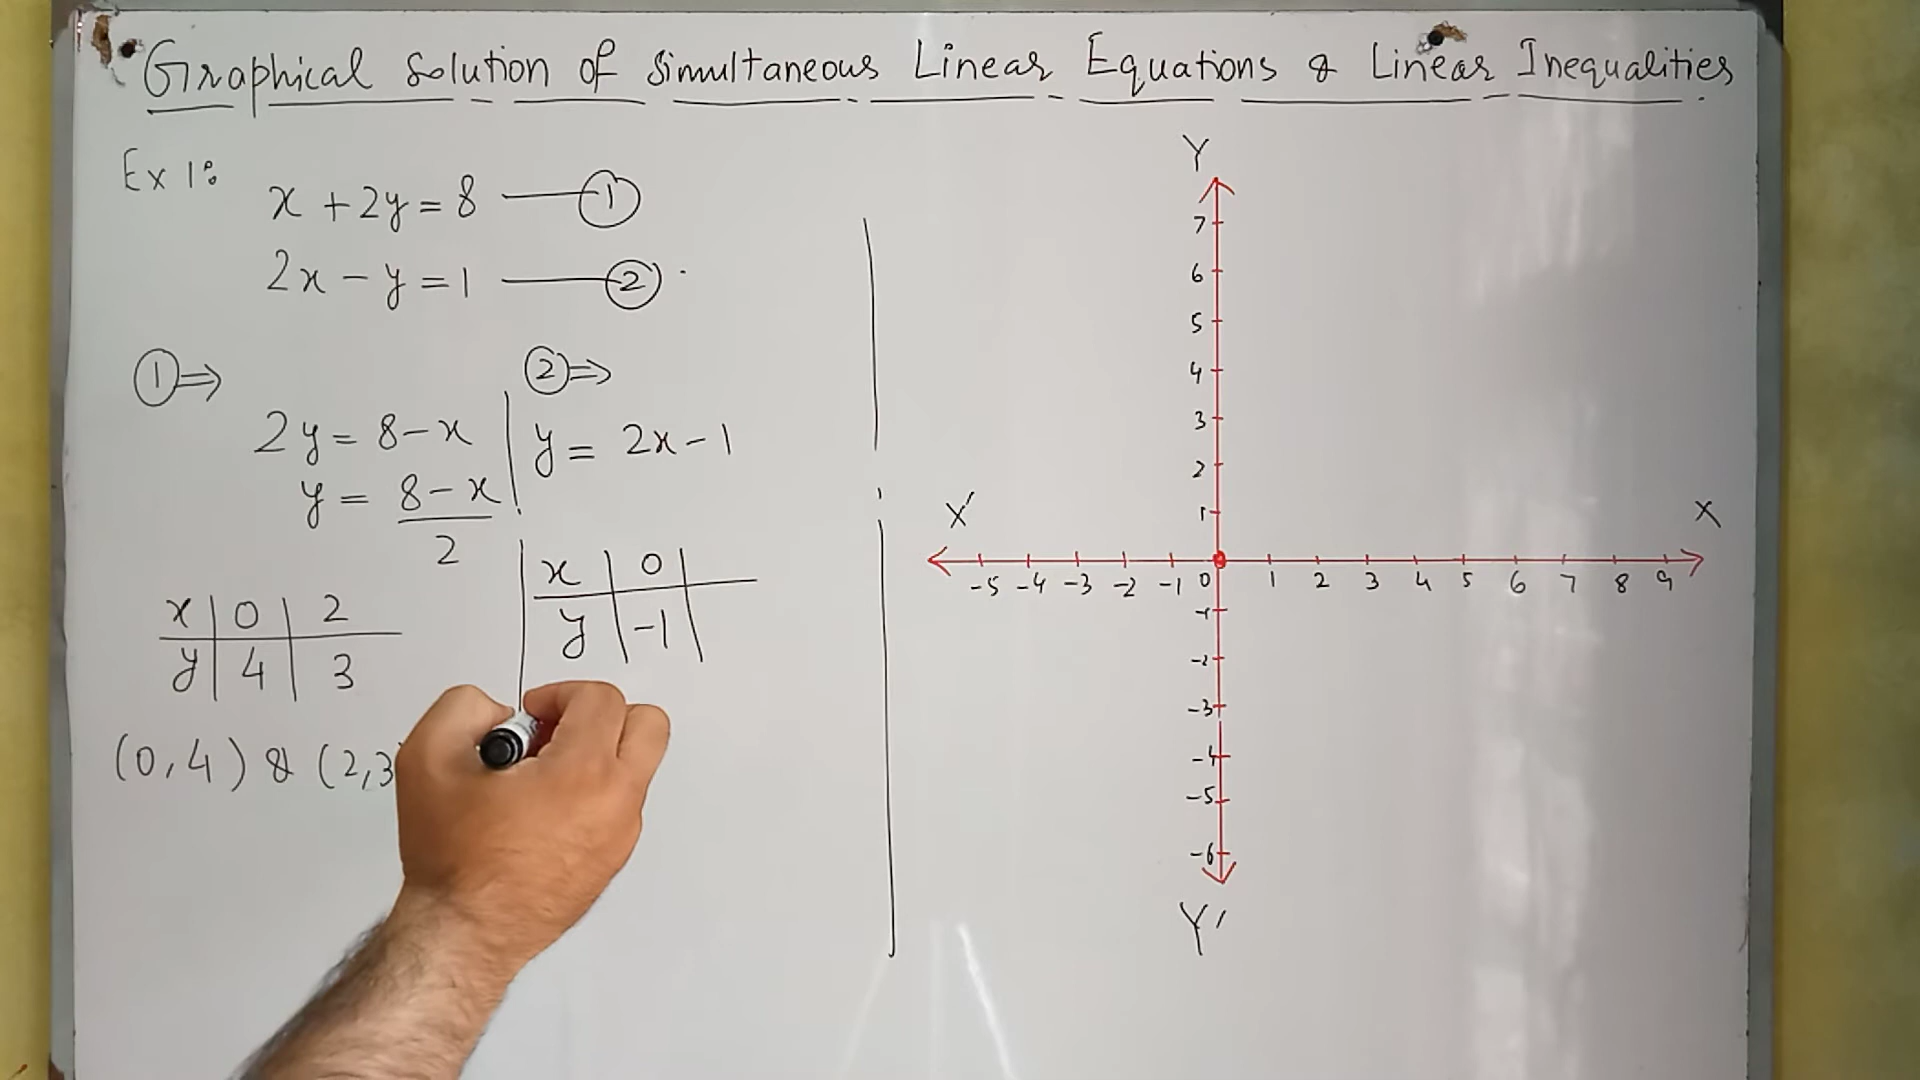 Graphical Solution of Simultaneous Linear Equations & Linear Inequalities
Ex 1:
x + 2y = 8 — ①
2x − y = 1 — ②
① ⇒
2y = 8 − x
y = 8 − x
2
x 0 2
y 4 3
(0, 4) & (2, 3
② ⇒
y = 2x − 1
x 0
y −1
Y
7
6
5
4
3
2
1
X′ X
-5 -4 -3 -2 -1 0 1 2 3 4 5 6 7 8 9
-1
-2
-3
-4
-5
-6
Y′